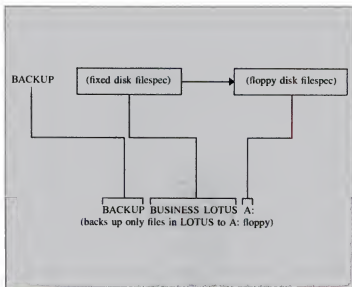 BACKUP (fixed disk filespec) (floppy disk filespec)
BACKUP BUSINESS LOTUS A:
(backs up only files in LOTUS to A: floppy)